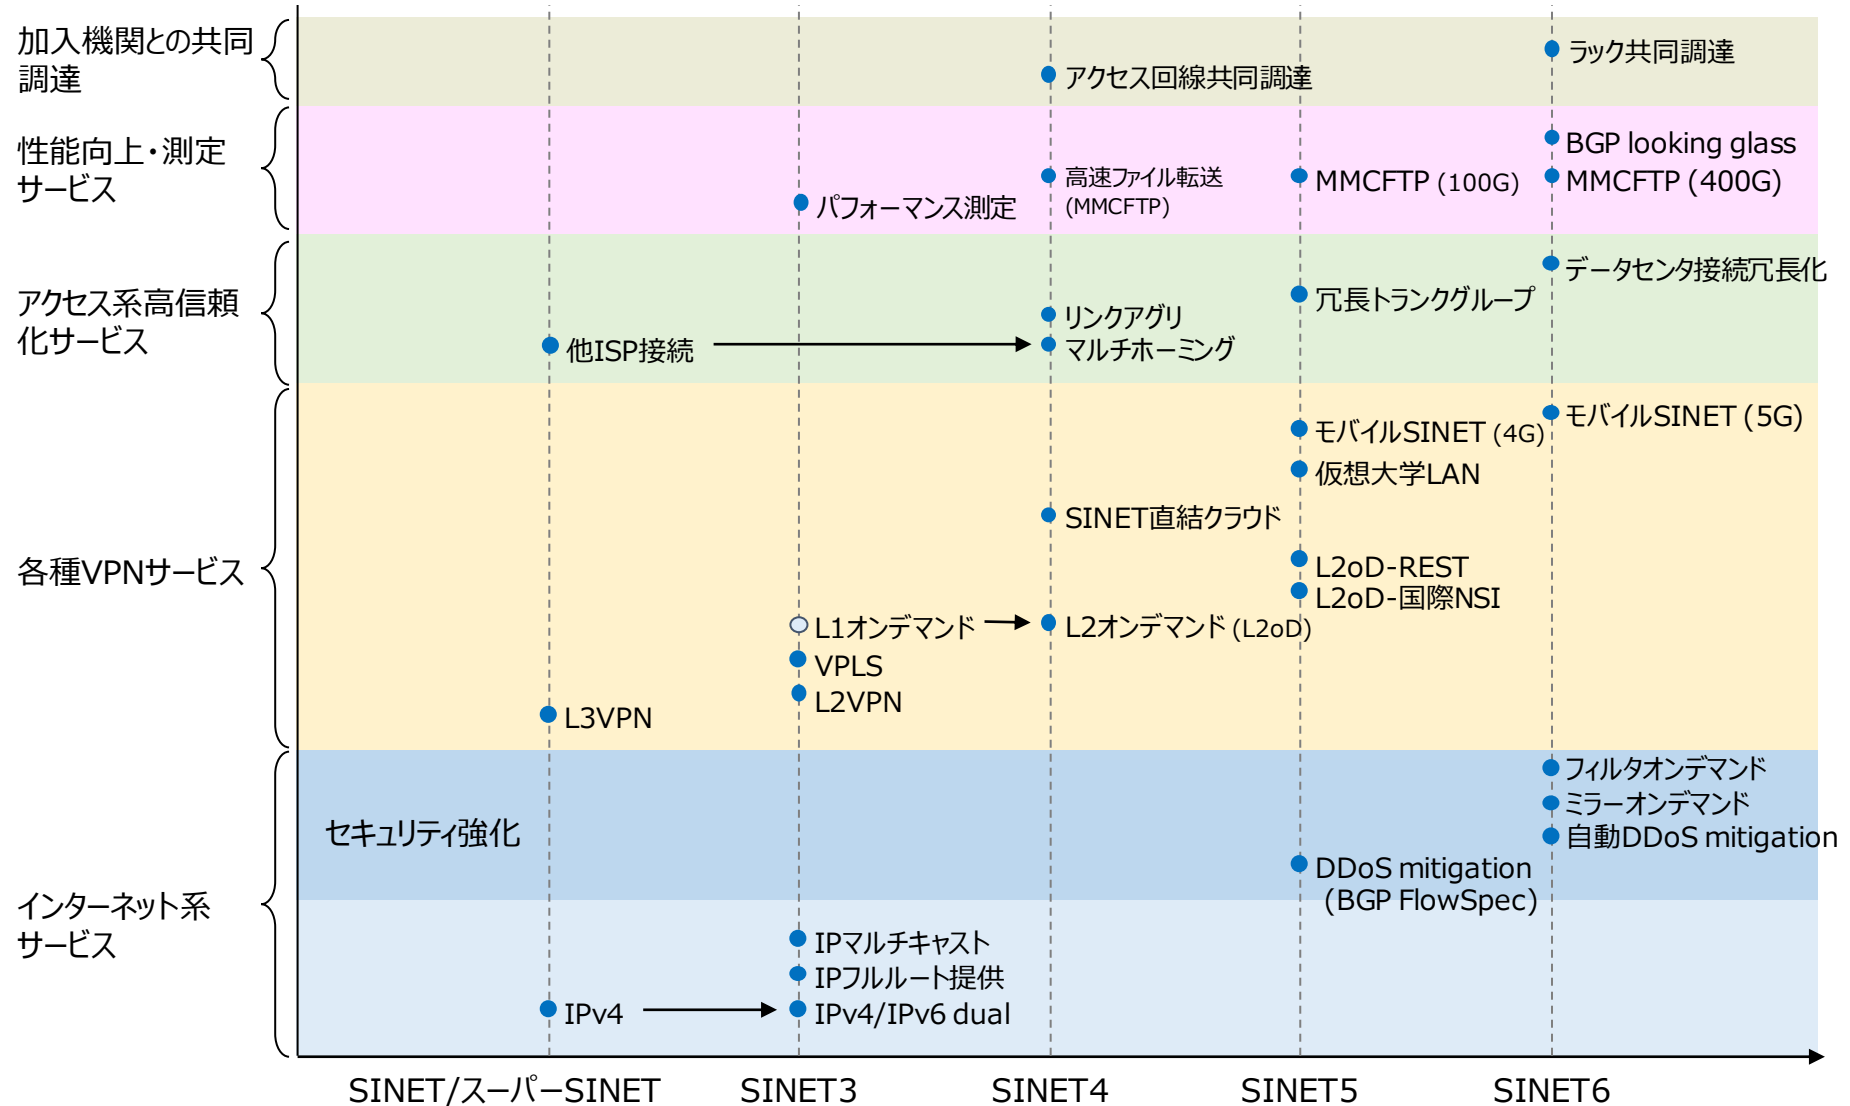 加入機関との共同
調達
ラック共同調達
アクセス回線共同調達
性能向上・測定
サービス
BGP looking glass
高速ファイル転送
(MMCFTP)
MMCFTP (100G)
MMCFTP (400G)
パフォーマンス測定
アクセス系高信頼
化サービス
データセンタ接続冗長化
冗長トランクグループ
リンクアグリ
他ISP接続
マルチホーミング
各種VPNサービス
モバイルSINET (5G)
モバイルSINET (4G)
仮想大学LAN
SINET直結クラウド
L2oD-REST
L2oD-国際NSI
L1オンデマンド
L2オンデマンド (L2oD)
VPLS
L2VPN
L3VPN
インターネット系
サービス
セキュリティ強化
フィルタオンデマンド
ミラーオンデマンド
自動DDoS mitigation
DDoS mitigation
(BGP FlowSpec)
IPマルチキャスト
IPフルルート提供
IPv4
IPv4/IPv6 dual
SINET/スーパーSINET
SINET3
SINET4
SINET5
SINET6